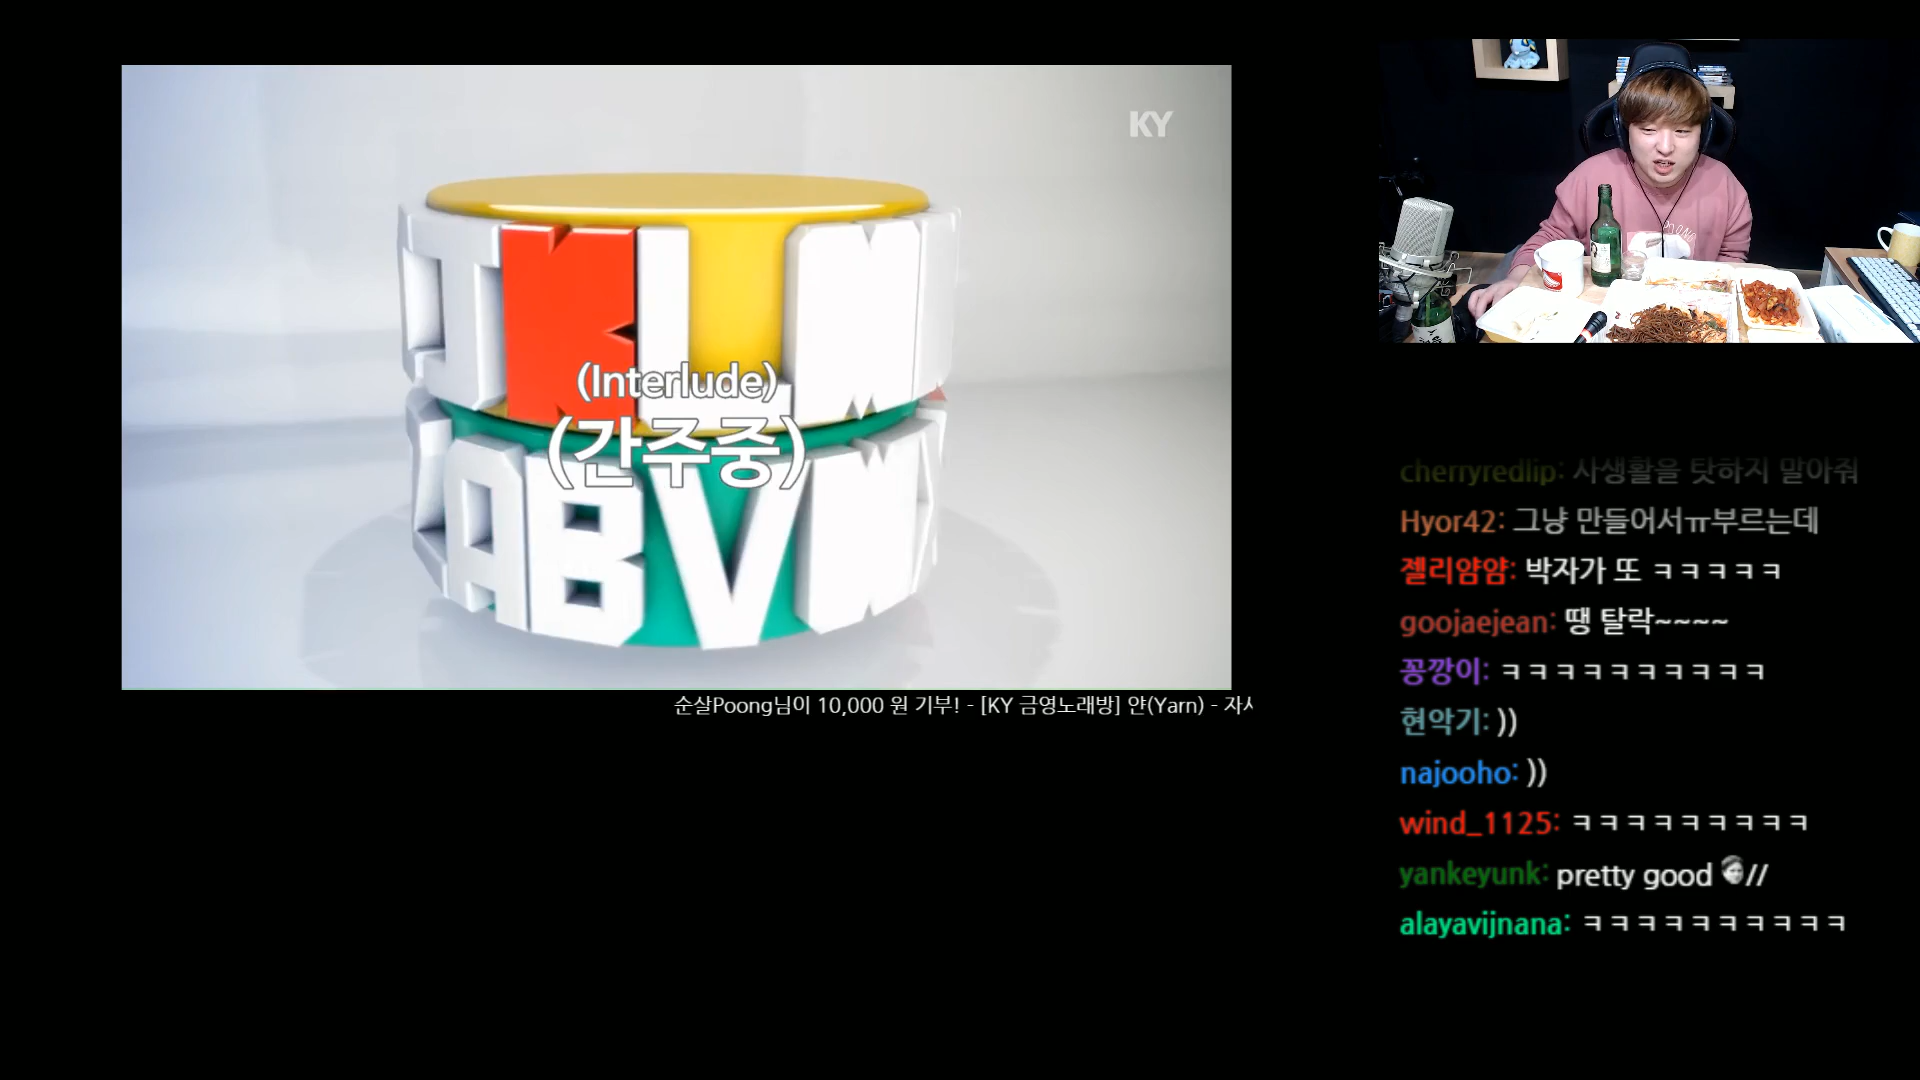 KY
JKLM
(Interlude)
(간주중)
ABV
순살Poong님이 10,000 원 기부! - [KY 금영노래방] 얀(Yarn) - 자서
cherryredlip: 사생활을 탓하지 말아줘
Hyor42: 그냥 만들어서ㅠ부르는데
젤리얌얌: 박자가 또 ㅋㅋㅋㅋㅋ
goojaejean: 땡 탈락~~~~
꽁깡이: ㅋㅋㅋㅋㅋㅋㅋㅋㅋㅋ
현악기: ))
najooho: ))
wind_1125: ㅋㅋㅋㅋㅋㅋㅋㅋㅋ
yankeyunk: pretty good //
alayavijnana: ㅋㅋㅋㅋㅋㅋㅋㅋㅋㅋ